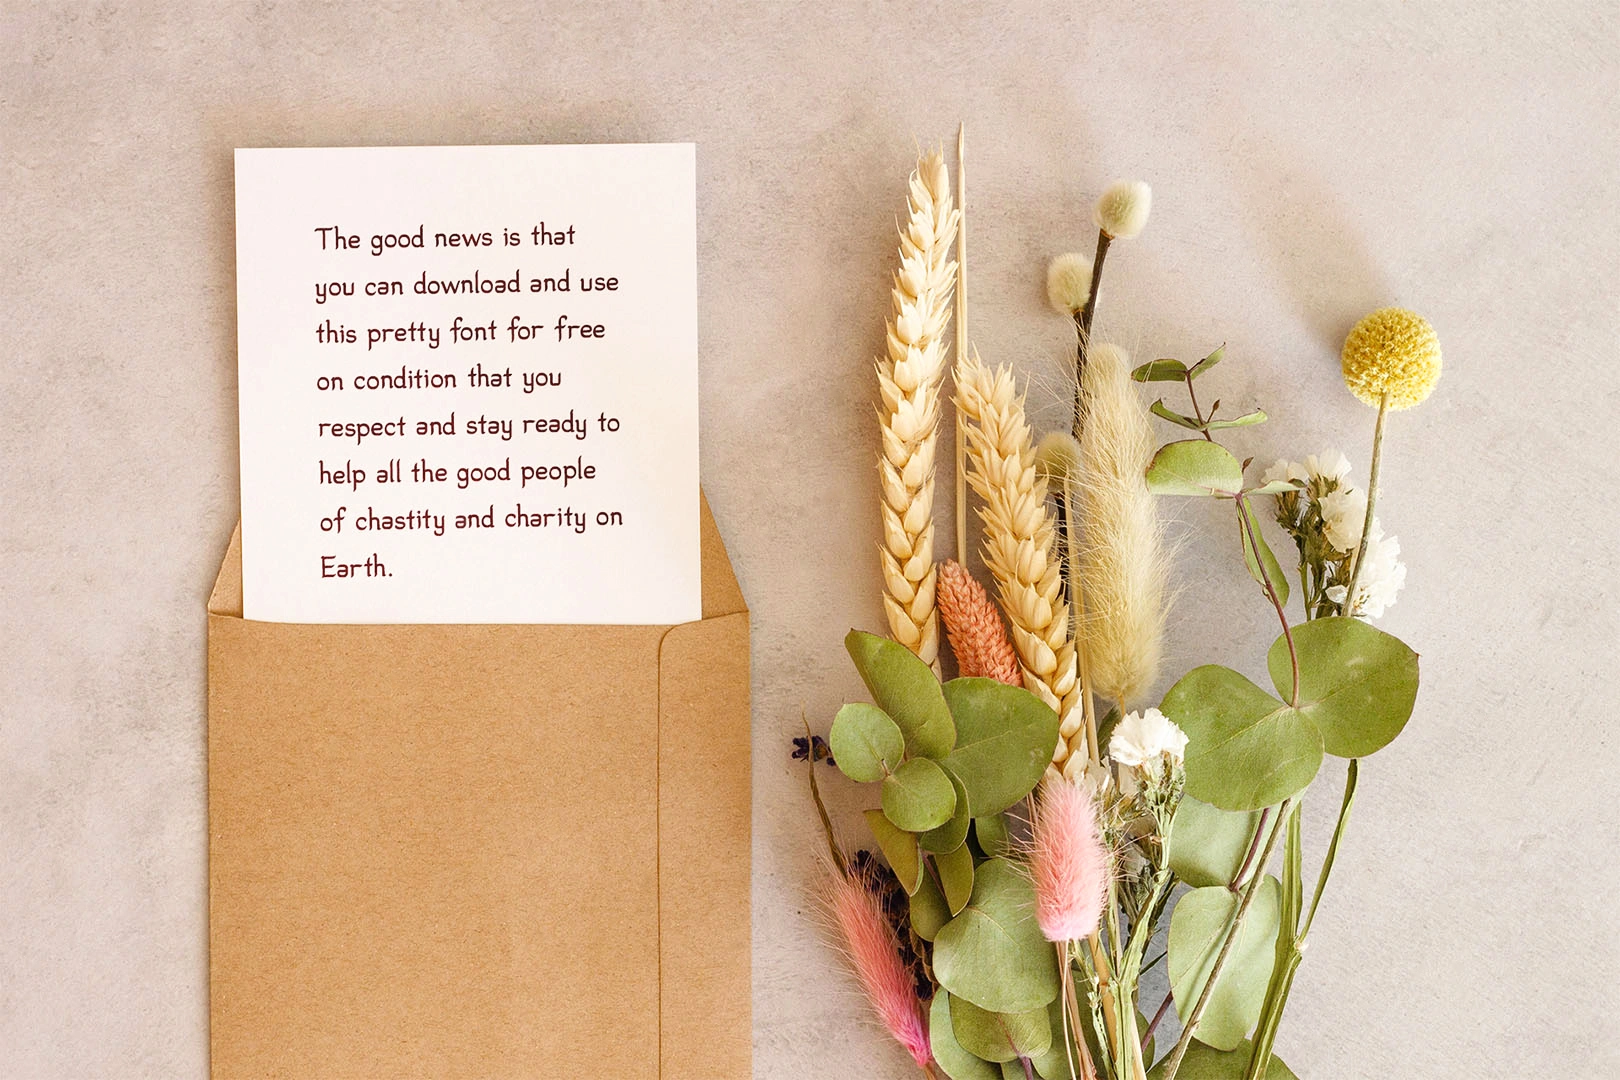 The good news is that
you can download and use
this pretty font for free
on condition that you
respect and stay ready to
help all the good people
of chastity and charity on
Earth.